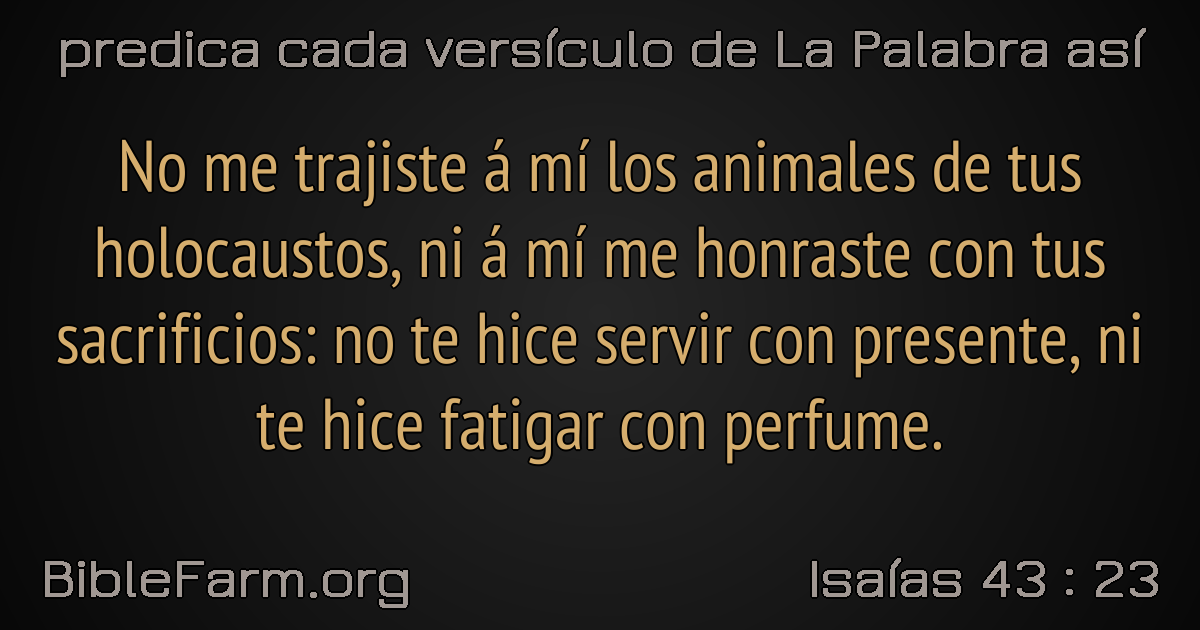 predica cada versículo de La Palabra así
No me trajiste á mí los animales de tus
holocaustos, ni á mí me honraste con tus
sacrificios: no te hice servir con presente, ni
te hice fatigar con perfume.
BibleFarm.org
Isaías 43 : 23